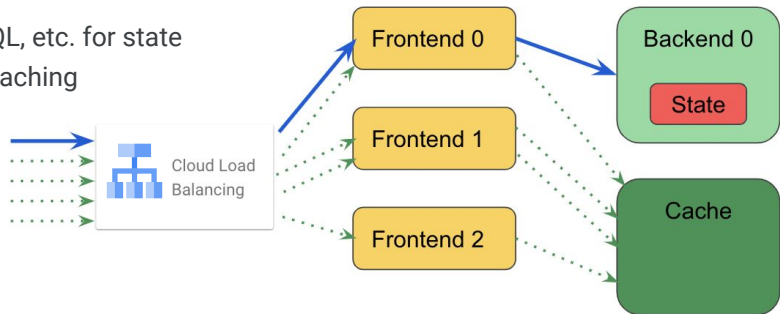 QL, etc. for state
aching
Cloud Load
Balancing
Frontend 0
Frontend 1
Frontend 2
Backend 0
State
Cache